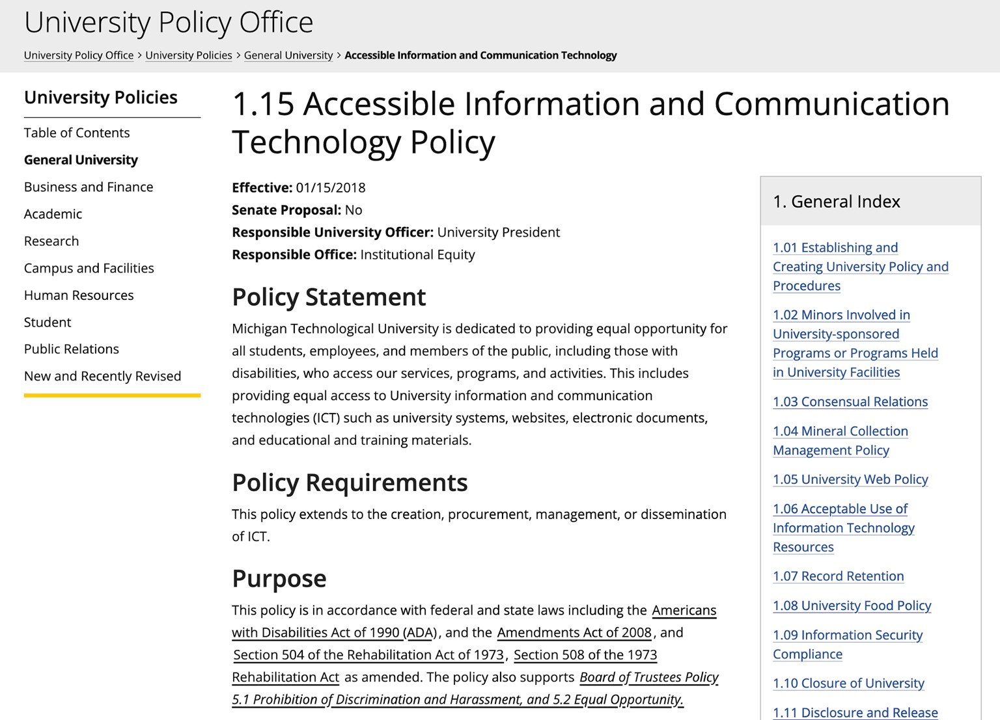 University Policy Office
University Policy Office > University Policies > General University > Accessible Information and Communication Technology
University Policies
Table of Contents
General University
Business and Finance
Academic
Research
Campus and Facilities
Human Resources
Student
Public Relations
New and Recently Revised
1.15 Accessible Information and Communication
Technology Policy
Effective: 01/15/2018
Senate Proposal: No
Responsible University Officer: University President
Responsible Office: Institutional Equity
Policy Statement
Michigan Technological University is dedicated to providing equal opportunity for
all students, employees, and members of the public, including those with
disabilities, who access our services, programs, and activities. This includes
providing equal access to University information and communication
technologies (ICT) such as university systems, websites, electronic documents,
and educational and training materials.
Policy Requirements
This policy extends to the creation, procurement, management, or dissemination
of ICT.
Purpose
This policy is in accordance with federal and state laws including the Americans
with Disabilities Act of 1990 (ADA), and the Amendments Act of 2008, and
Section 504 of the Rehabilitation Act of 1973, Section 508 of the 1973
Rehabilitation Act as amended. The policy also supports Board of Trustees Policy
5.1 Prohibition of Discrimination and Harassment, and 5.2 Equal Opportunity.
1. General Index
1.01 Establishing and
Creating University Policy and
Procedures
1.02 Minors Involved in
University-sponsored
Programs or Programs Held
in University Facilities
1.03 Consensual Relations
1.04 Mineral Collection
Management Policy
1.05 University Web Policy
1.06 Acceptable Use of
Information Technology
Resources
1.07 Record Retention
1.08 University Food Policy
1.09 Information Security
Compliance
1.10 Closure of University
1.11 Disclosure and Release